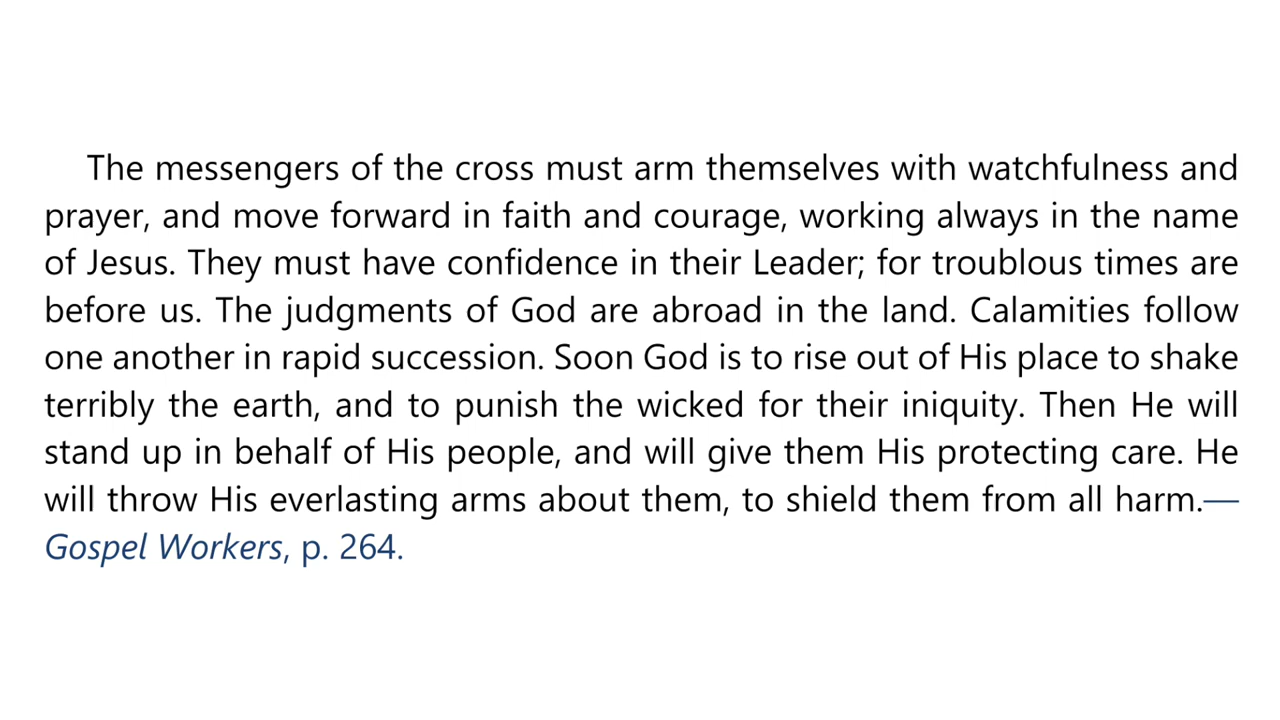 The messengers of the cross must arm themselves with watchfulness and
prayer, and move forward in faith and courage, working always in the name
of Jesus. They must have confidence in their Leader; for troublous times are
before us. The judgments of God are abroad in the land. Calamities follow
one another in rapid succession. Soon God is to rise out of His place to shake
terribly the earth, and to punish the wicked for their iniquity. Then He will
stand up in behalf of His people, and will give them His protecting care. He
will throw His everlasting arms about them, to shield them from all harm.—
Gospel Workers, p. 264.